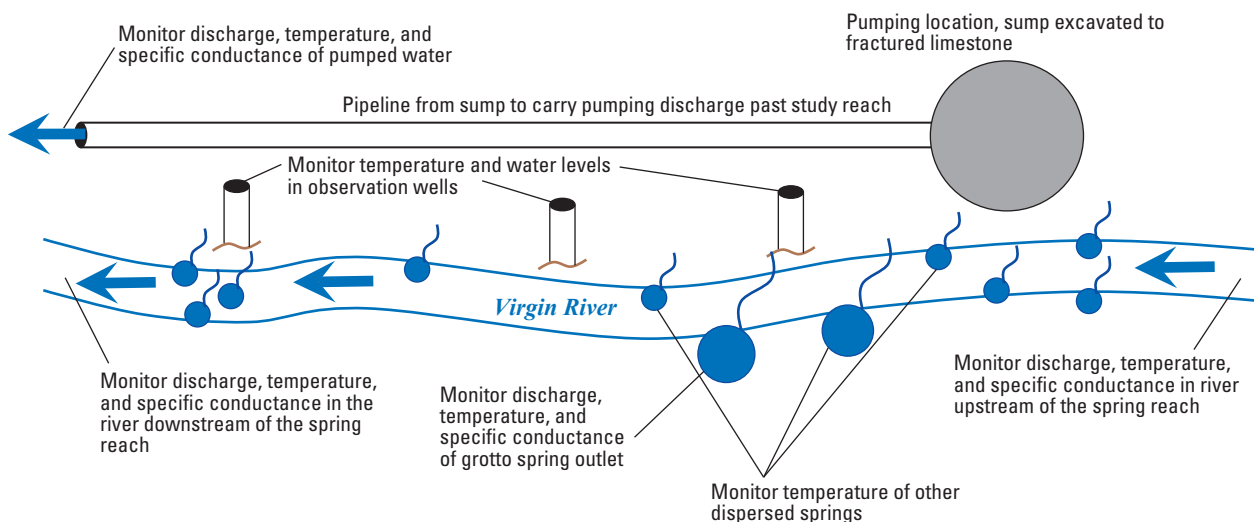 Monitor discharge, temperature, and
specific conductance of pumped water
Pumping location, sump excavated to
fractured limestone
Pipeline from sump to carry pumping discharge past study reach
Monitor temperature and water levels
in observation wells
Virgin River
Monitor discharge, temperature,
and specific conductance in the
river downstream of the spring
reach
Monitor discharge,
temperature, and
specific conductance
of grotto spring outlet
Monitor temperature of other
dispersed springs
Monitor discharge, temperature,
and specific conductance in river
upstream of the spring reach